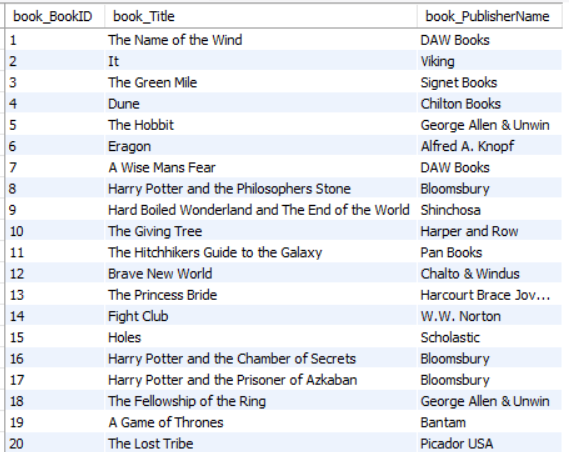 book_BookID book_Title book_PublisherName
1 The Name of the Wind DAW Books
2 It Viking
3 The Green Mile Signet Books
4 Dune Chilton Books
5 The Hobbit George Allen & Unwin
6 Eragon Alfred A. Knopf
7 A Wise Mans Fear DAW Books
8 Harry Potter and the Philosophers Stone Bloomsbury
9 Hard Boiled Wonderland and The End of the World Shinchosa
10 The Giving Tree Harper and Row
11 The Hitchhikers Guide to the Galaxy Pan Books
12 Brave New World Chalto & Windus
13 The Princess Bride Harcourt Brace Jov...
14 Fight Club W.W. Norton
15 Holes Scholastic
16 Harry Potter and the Chamber of Secrets Bloomsbury
17 Harry Potter and the Prisoner of Azkaban Bloomsbury
18 The Fellowship of the Ring George Allen & Unwin
19 A Game of Thrones Bantam
20 The Lost Tribe Picador USA